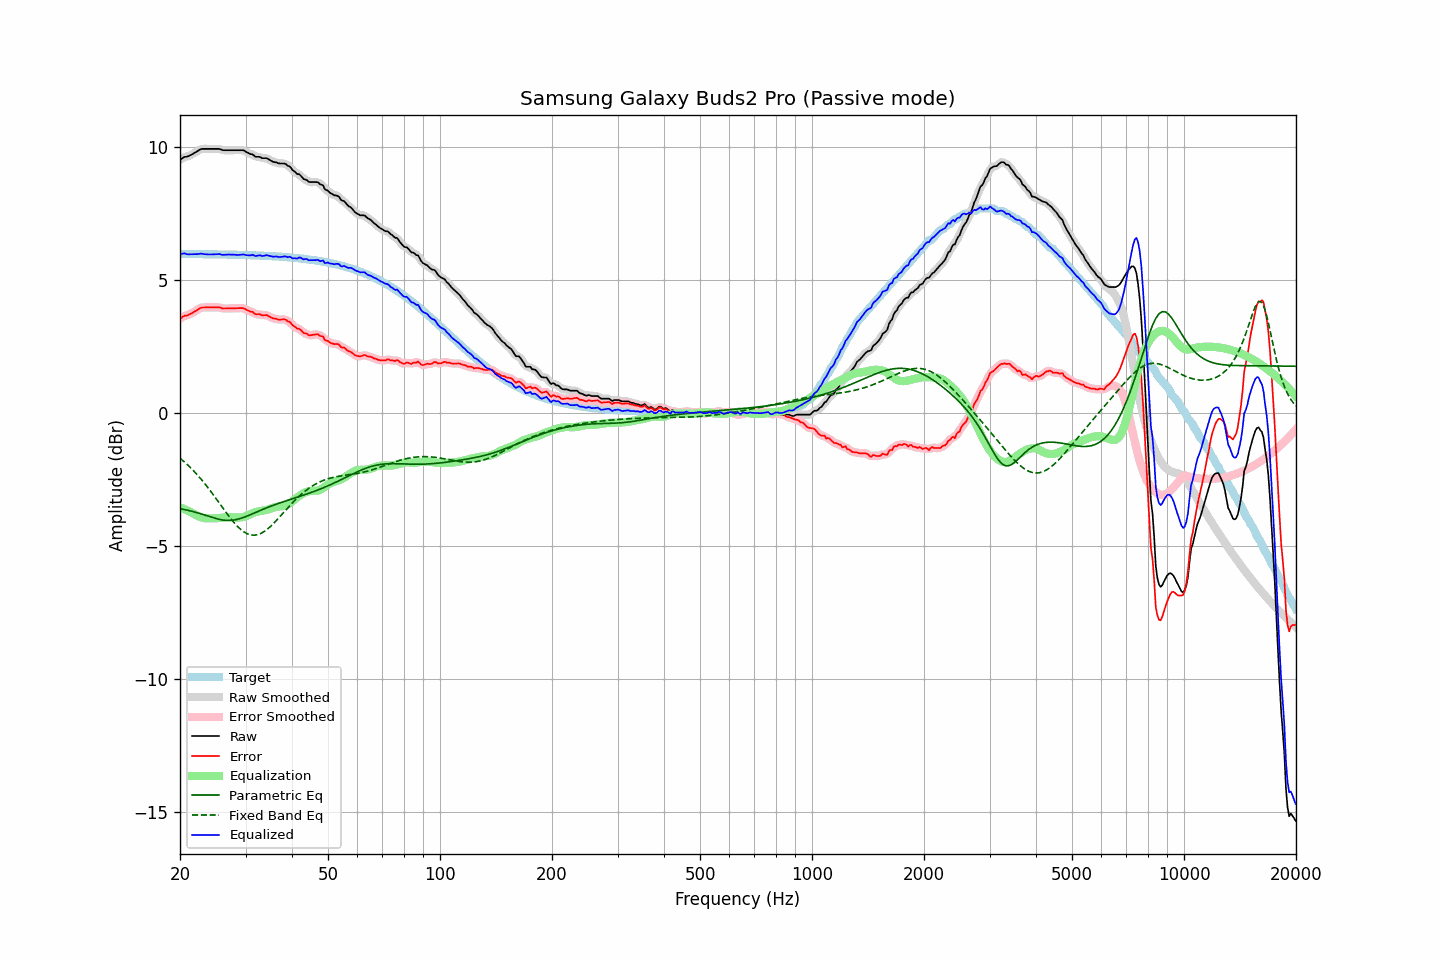 Samsung Galaxy Buds2 Pro (Passive mode)
Amplitude (dBr)
10
5
0
−5
−10
−15
Target
Raw Smoothed
Error Smoothed
Raw
Error
Equalization
Parametric Eq
Fixed Band Eq
Equalized
20
50
100
200
500
1000
2000
5000
10000
20000
Frequency (Hz)